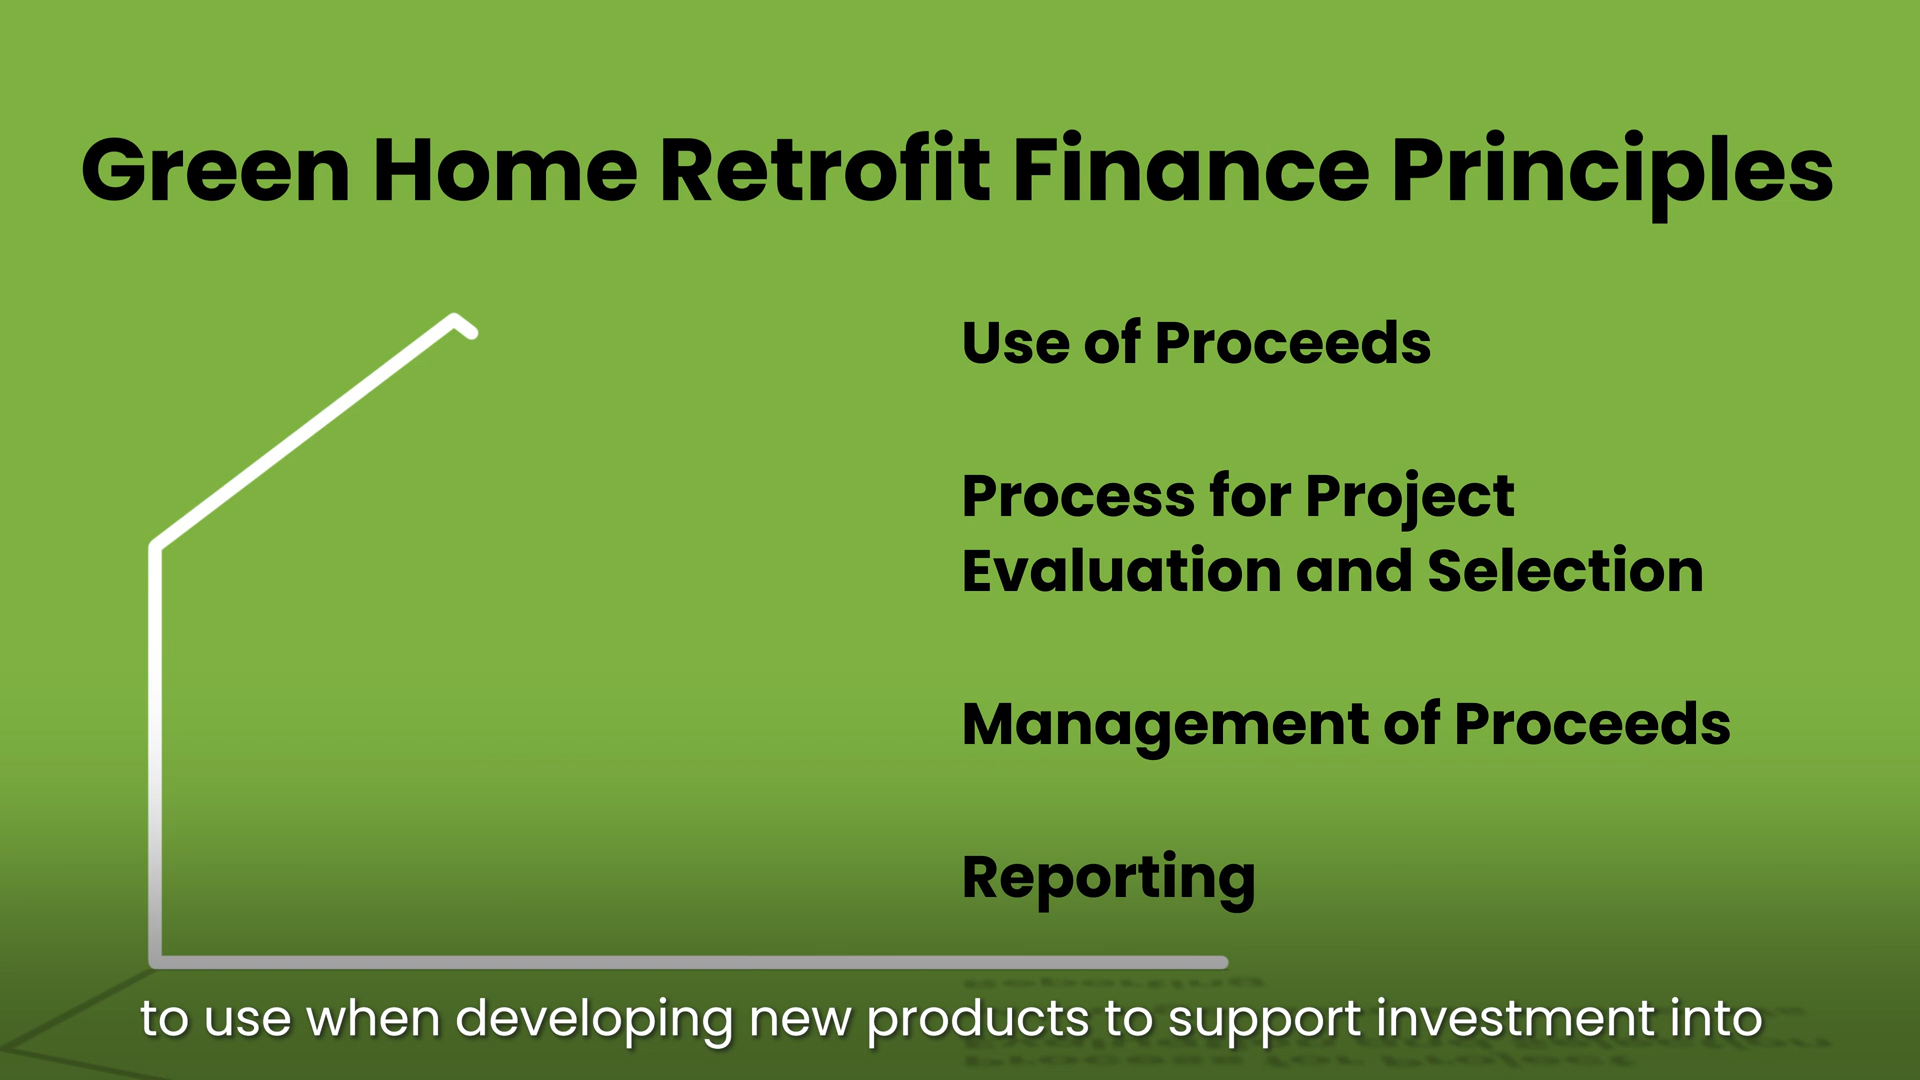 Green Home Retrofit Finance Principles
Use of Proceeds
Process for Project
Evaluation and Selection
Management of Proceeds
Reporting
to use when developing new products to support investment into